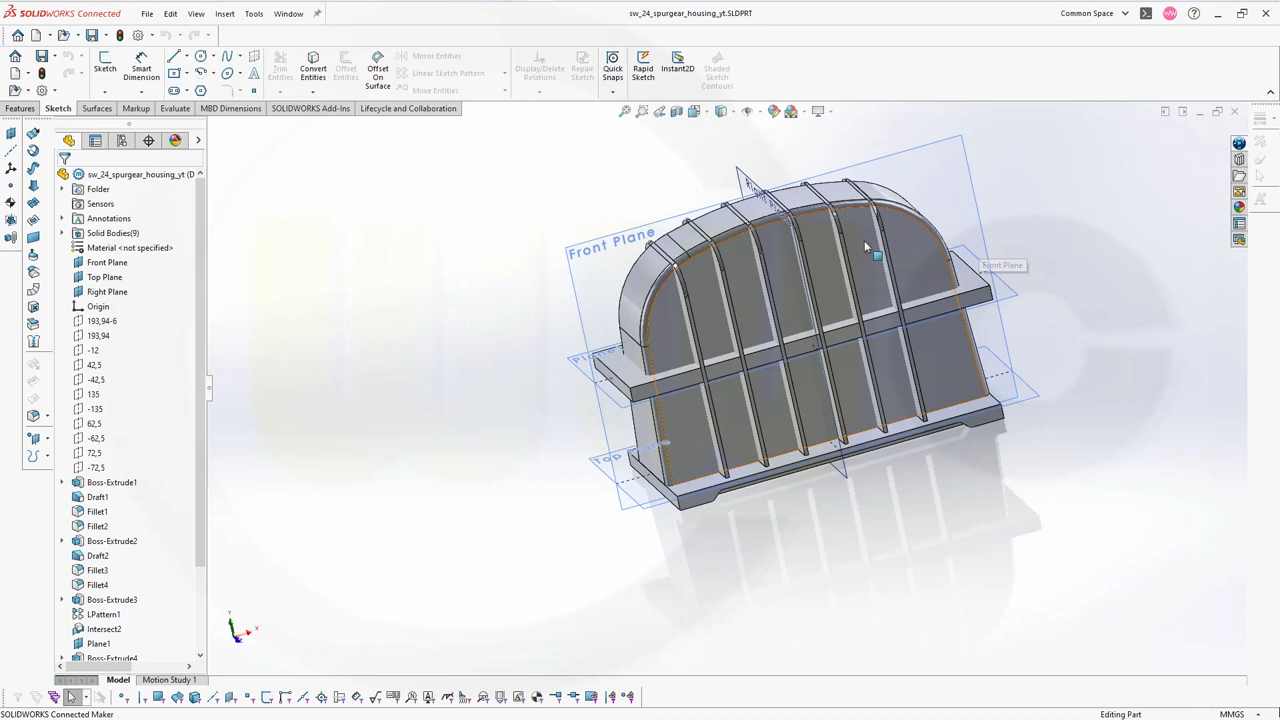 SOLIDWORKS Connected
File
Edit
View
Insert
Tools
Window
sw_24_spurgear_housing_yt.SLDPRT
Common Space
WW
Sketch
Smart
Dimension
Trim
Entities
Convert
Entities
Offset
Entities
Offset
On
Surface
Mirror Entities
Linear Sketch Pattern
Move Entities
Display/Delete
Relations
Repair
Sketch
Quick
Snaps
Rapid
Sketch
Instant2D
Shaded
Sketch
Contours
Features
Sketch
Surfaces
Markup
Evaluate
MBD Dimensions
SOLIDWORKS Add-Ins
Lifecycle and Collaboration
sw_24_spurgear_housing_yt (D
Folder
Sensors
Annotations
Solid Bodies(9)
Material <not specified>
Front Plane
Top Plane
Right Plane
Origin
193,94-6
193,94
-12
42,5
-42,5
135
-135
62,5
-62,5
72,5
-72,5
Boss-Extrude1
Draft1
Fillet1
Fillet2
Boss-Extrude2
Draft2
Fillet3
Fillet4
Boss-Extrude3
LPattern1
Intersect2
Plane1
Boss-Extrude4
Front Plane
Front Plane
Y
X
Model
Motion Study 1
SOLIDWORKS Connected Maker
Editing Part
MMGS